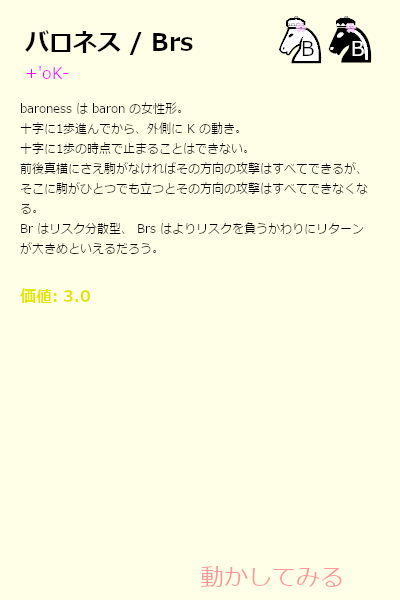 バロネス / Brs
B B
+'oK-
baroness は baron の女性形。
十字に1歩進んでから、外側に K の動き。
十字に1歩の時点で止まることはできない。
前後真横にさえ駒がなければその方向の攻撃はすべてできるが、
そこに駒がひとつでも立つとその方向の攻撃はすべてできなくな
る。
Br はリスク分散型、 Brs はよりリスクを負うかわりにリターン
が大きめといえるだろう。
価値: 3.0
動かしてみる